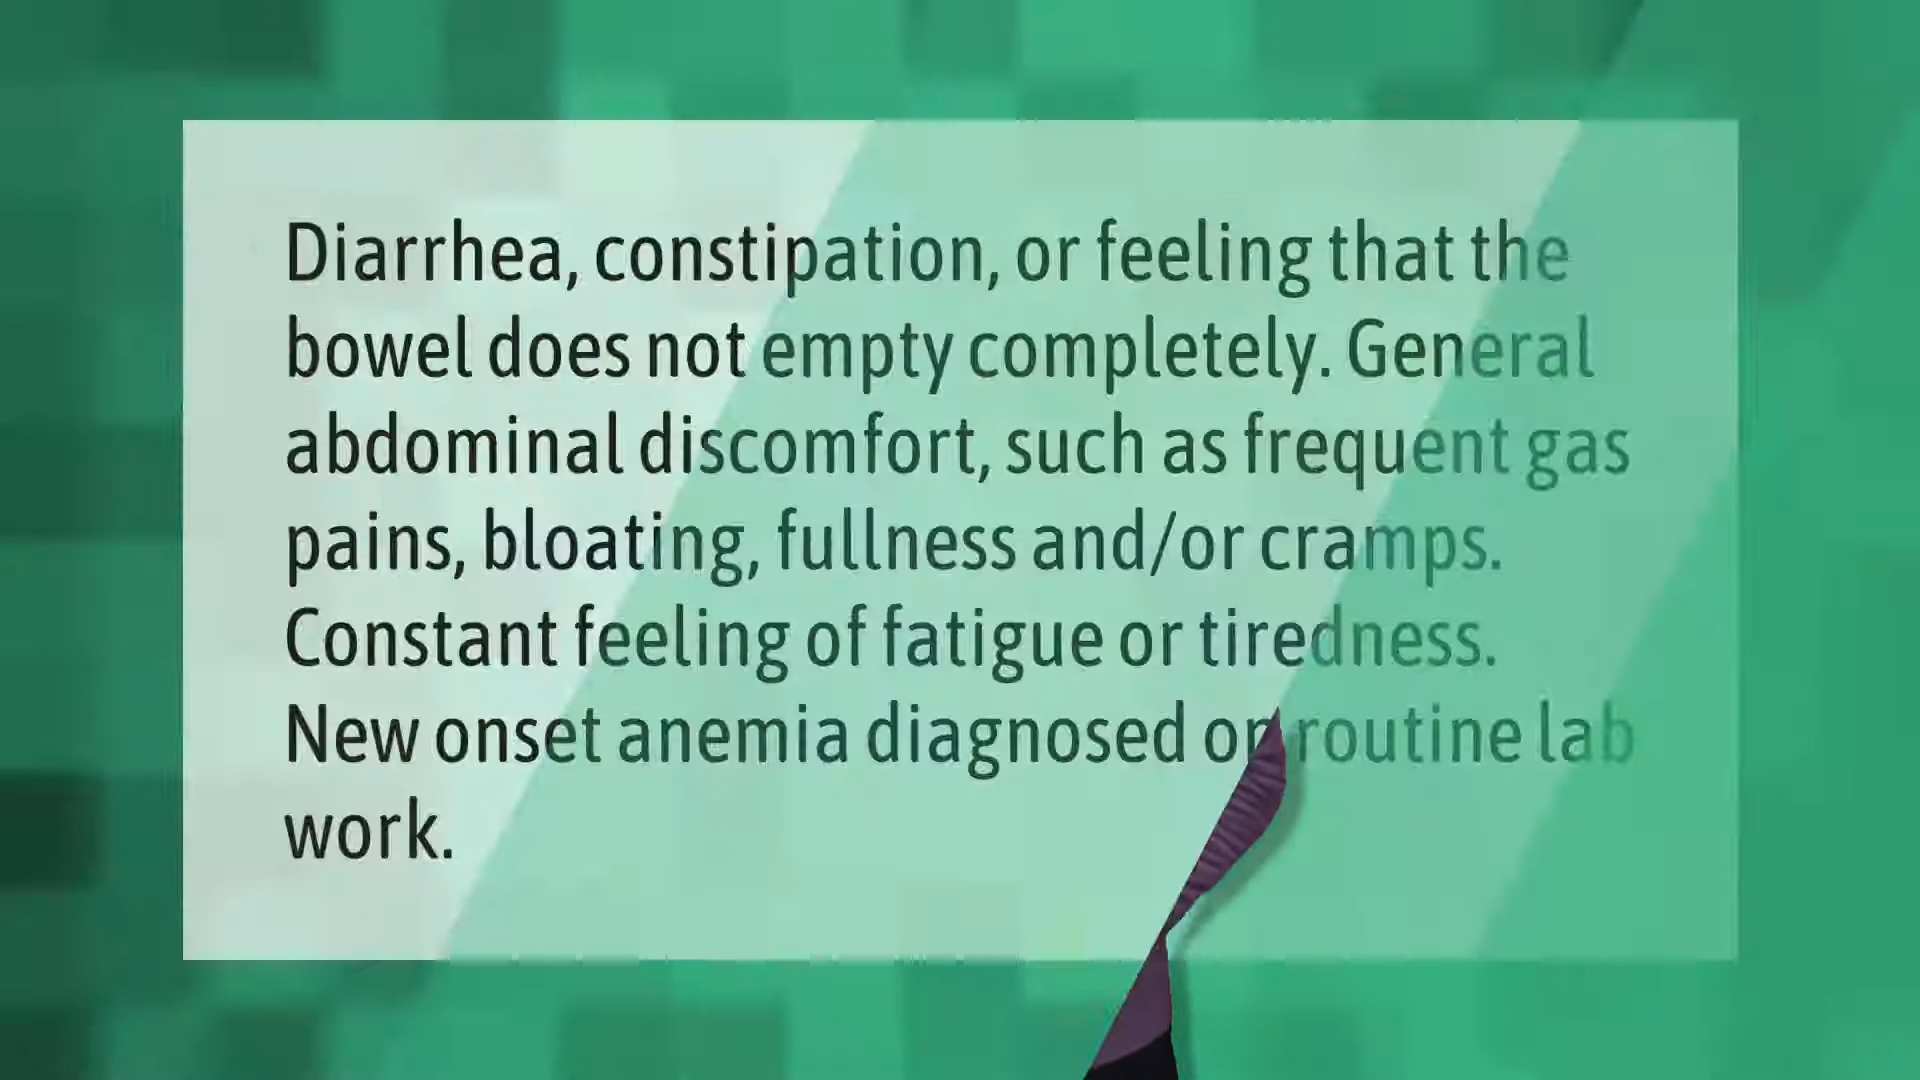 Diarrhea, constipation, or feeling that the
bowel does not empty completely. General
abdominal discomfort, such as frequent gas
pains, bloating, fullness and/or cramps.
Constant feeling of fatigue or tiredness.
New onset anemia diagnosed on routine lab
work.